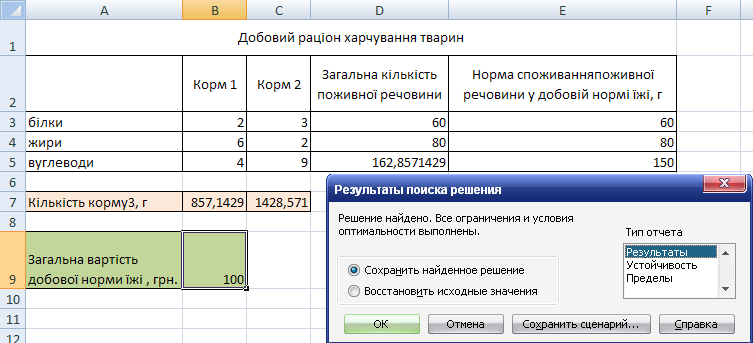 A B C D E F
1 Добовий раціон харчування тварин
2 Корм 1 Корм 2 Загальна кількість поживної речовини Норма споживанняпоживної речовини у добовій нормі їжі, г
3 білки 2 3 60 60
4 жири 6 2 80 80
5 вуглеводи 4 9 162,8571429 150
6
7 Кількість корму3, г 857,1429 1428,571
8
9 Загальна вартість добової норми їжі , грн. 100
10
11
12
Результаты поиска решения
Решение найдено. Все ограничения и условия
оптимальности выполнены.
Тип отчета
Результаты
Устойчивость
Пределы
Сохранить найденное решение
Восстановить исходные значения
ОК Отмена Сохранить сценарий... Справка